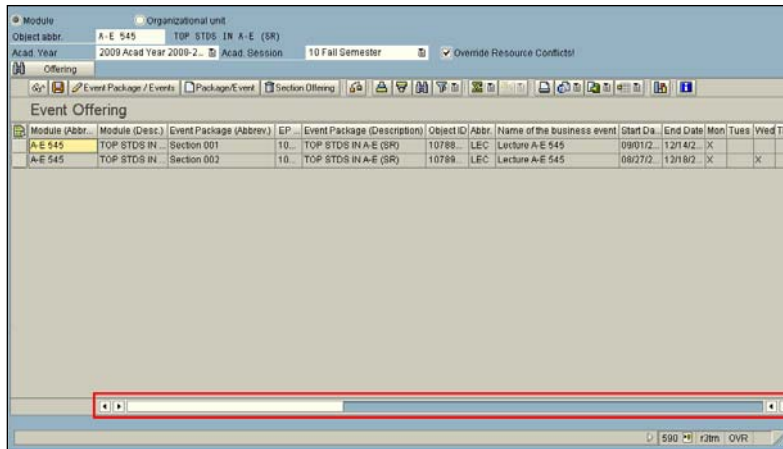 Module Organizational unit
Object abbr. A-E 545 TOP STDS IN A-E (SR)
Acad. Year 2009 Acad Year 2009-2... Acad. Session 10 Fall Semester Override Resource Conflicts!
Offering
Event Package / Events Package/Event Section Offering
Event Offering
Module (Abbr... Module (Desc.) Event Package (Abbrev.) EP ... Event Package (Description) Object ID Abbr. Name of the business event Start Da... End Date Mon Tues Wed T
A-E 545 TOP STDS IN ... Section 001 10... TOP STDS IN A-E (SR) 10788... LEC Lecture A-E 545 09/01/2... 12/14/2... X
A-E 545 TOP STDS IN ... Section 002 10... TOP STDS IN A-E (SR) 10789... LEC Lecture A-E 545 08/27/2... 12/18/2... X X
590 r3tm OVR